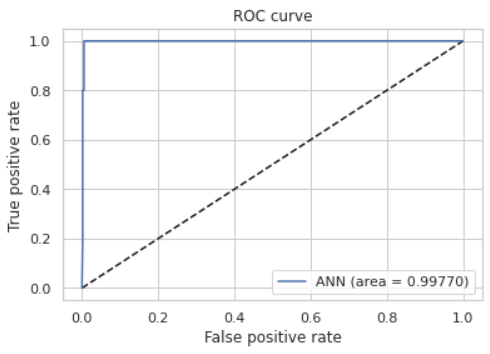 ROC curve
1.0
0.8
0.6
0.4
0.2
0.0
True positive rate
ANN (area = 0.99770)
0.0 0.2 0.4 0.6 0.8 1.0
False positive rate